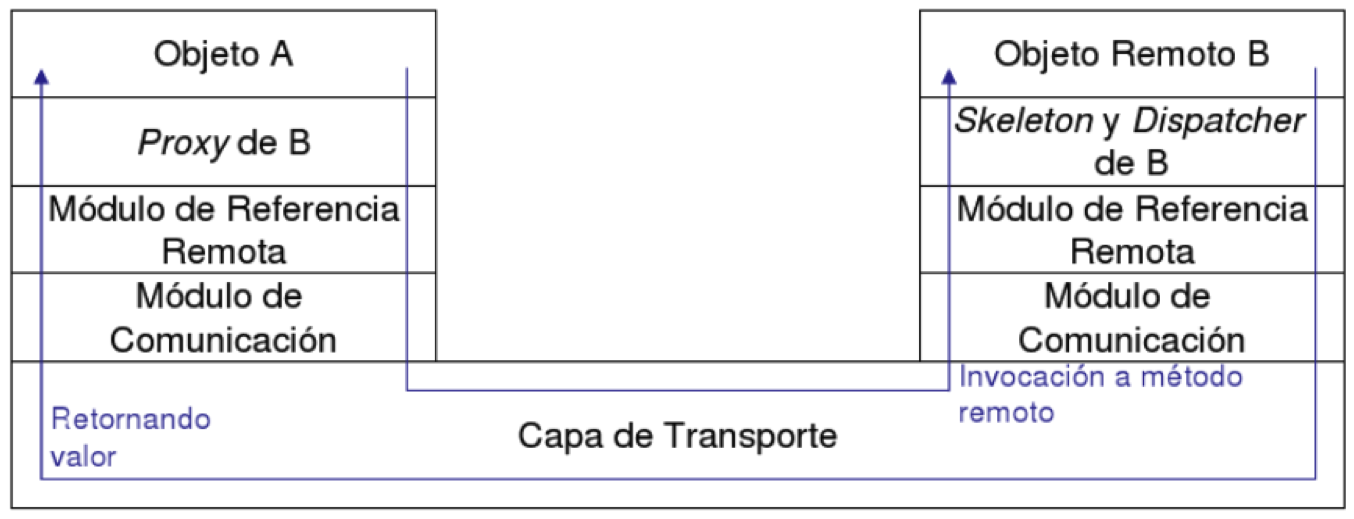 Objeto A
Proxy de B
Módulo de Referencia
Remota
Módulo de
Comunicación
Objeto Remoto B
Skeleton y Dispatcher
de B
Módulo de Referencia
Remota
Módulo de
Comunicación
Invocación a método
remoto
Retornando
valor
Capa de Transporte